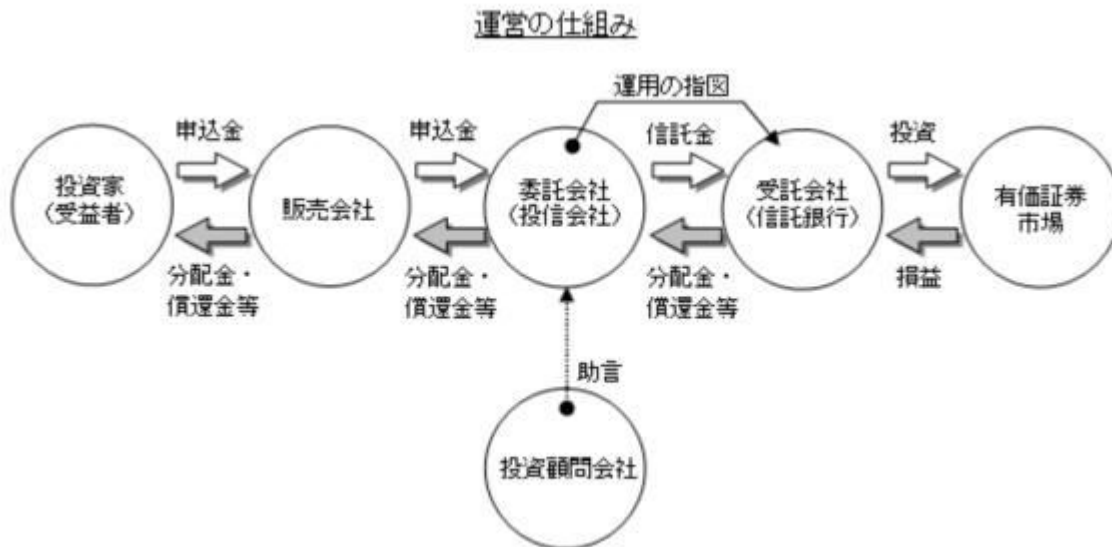 運営の仕組み
運用の指図
申込金
申込金
信託金
投資
投資家
〈受益者〉
販売会社
委託会社
〈投信会社〉
受託会社
〈信託銀行〉
有価証券
市場
分配金・
償還金等
分配金・
償還金等
分配金・
償還金等
損益
助言
投資顧問会社